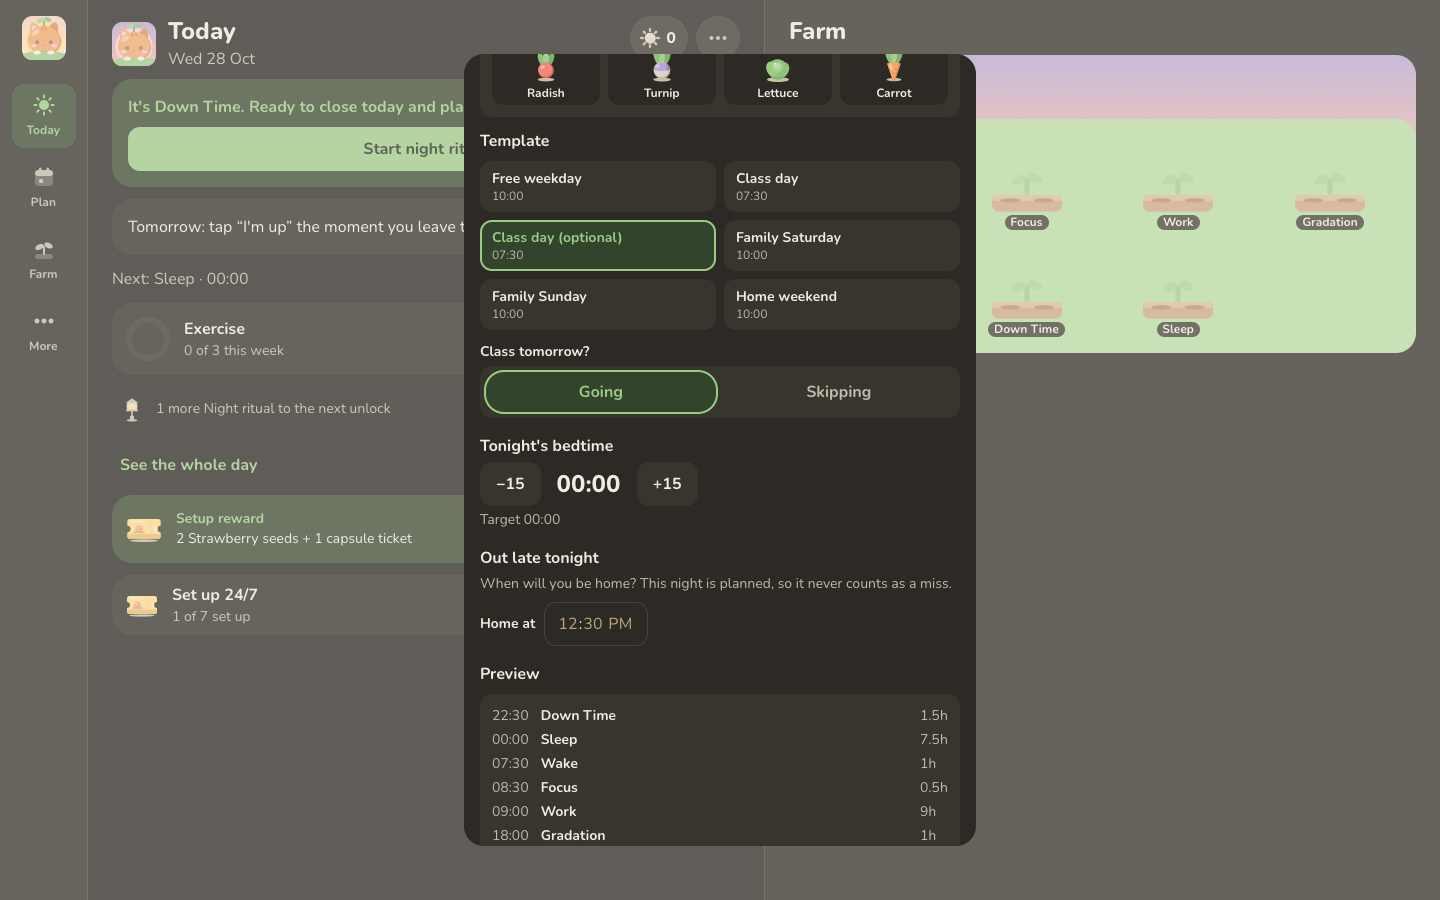 Today
Plan
Farm
More
Today
Wed 28 Oct
0
It's Down Time. Ready to close today and pla
Start night rit
Tomorrow: tap “I'm up” the moment you leave t
Next: Sleep · 00:00
Exercise
0 of 3 this week
1 more Night ritual to the next unlock
See the whole day
Setup reward
2 Strawberry seeds + 1 capsule ticket
Set up 24/7
1 of 7 set up
Radish
Turnip
Lettuce
Carrot
Template
Free weekday
10:00
Class day
07:30
Class day (optional)
07:30
Family Saturday
10:00
Family Sunday
10:00
Home weekend
10:00
Class tomorrow?
Going
Skipping
Tonight's bedtime
−15
00:00
+15
Target 00:00
Out late tonight
When will you be home? This night is planned, so it never counts as a miss.
Home at
12:30 PM
Preview
22:30 Down Time 1.5h
00:00 Sleep 7.5h
07:30 Wake 1h
08:30 Focus 0.5h
09:00 Work 9h
18:00 Gradation 1h
Farm
Focus
Work
Gradation
Down Time
Sleep